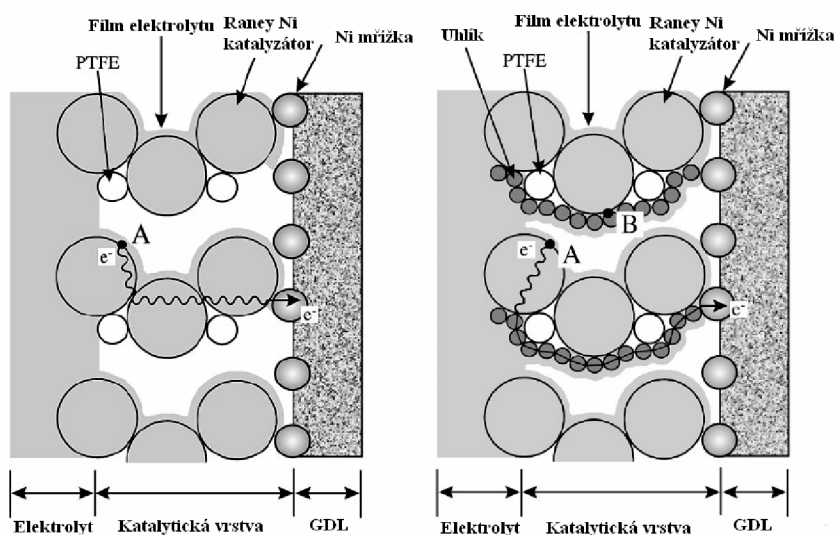 Film elektrolytu
Raney Ni
katalyzátor
Ni mřížka
PTFE
A
e-
e-
Elektrolyt
Katalytická vrstva
GDL
Uhlík
Film elektrolytu
Raney Ni
katalyzátor
Ni mřížka
PTFE
B
e-
A
e-
Elektrolyt
Katalytická vrstva
GDL